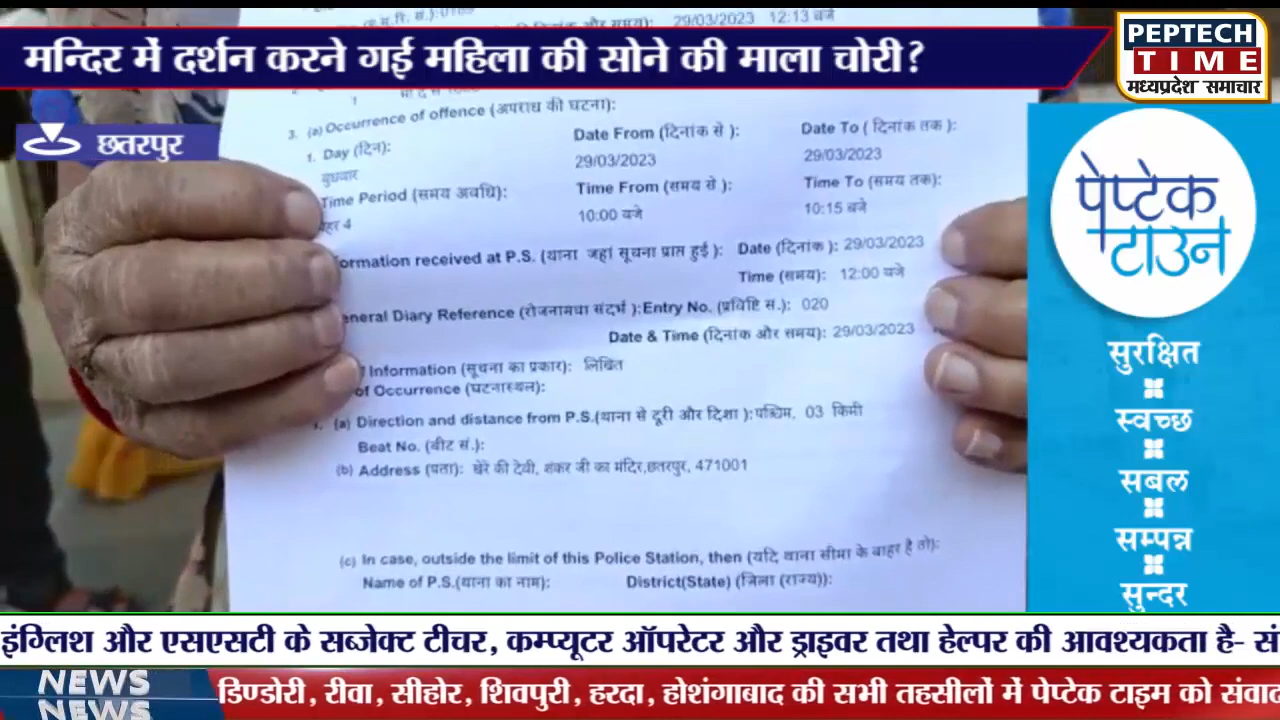 29/03/2023 12:13 बजे
मन्दिर में दर्शन करने गई महिला की सोने की माला चोरी?
PEPTECH
TIME
मध्यप्रदेश समाचार
छतरपुर
3. (a) Occurrence of offence (अपराध की घटना):
1. Day (दिन): Date From (दिनांक से ): Date To ( दिनांक तक ):
बुधवार 29/03/2023 29/03/2023
Time Period (समय अवधि): Time From (समय से ): Time To (समय तक):
हर 4 10:00 बजे 10:15 बजे
ormation received at P.S. (थाना जहां सूचना प्राप्त हुई ): Date (दिनांक ): 29/03/2023
Time (समय): 12:00 बजे
eneral Diary Reference (रोजनामचा संदर्भ ):Entry No. (प्रविष्टि स.): 020
Date & Time (दिनांक और समय): 29/03/2023
Information (सूचना का प्रकार): लिखित
of Occurrence (घटनास्थल):
(a) Direction and distance from P.S.(थाना से दूरी और दिशा ):पश्चिम, 03 किमी
Beat No. (बीट सं.):
(b) Address (पता): खेरे की देवी, शंकर जी का मंदिर,छतरपुर, 471001
(c) In case, outside the limit of this Police Station, then (यदि थाना सीमा के बाहर है तो):
Name of P.S.(थाना का नाम): District(State) (जिला (राज्य)):
पेप्टेक
टाउन
सुरक्षित
स्वच्छ
सबल
सम्पन्न
सुन्दर
इंग्लिश और एसएसटी के सब्जेक्ट टीचर, कम्प्यूटर ऑपरेटर और ड्राइवर तथा हेल्पर की आवश्यकता है- सं
NEWS
NEWS
डिण्डोरी, रीवा, सीहोर, शिवपुरी, हरदा, होशंगाबाद की सभी तहसीलों में पेप्टेक टाइम को संवाद